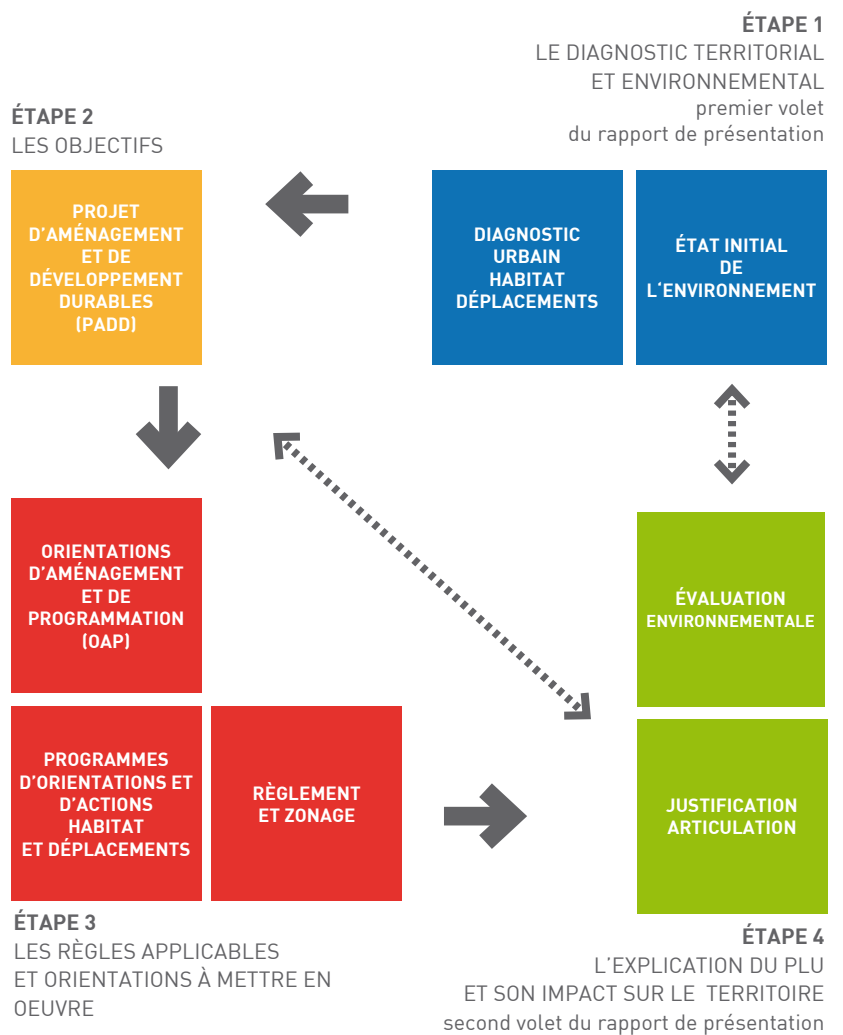 ÉTAPE 1
LE DIAGNOSTIC TERRITORIAL
ET ENVIRONNEMENTAL
premier volet
du rapport de présentation
DIAGNOSTIC
URBAIN
HABITAT
DÉPLACEMENTS
ÉTAT INITIAL
DE
L'ENVIRONNEMENT
ÉTAPE 2
LES OBJECTIFS
PROJET
D'AMÉNAGEMENT
ET DE
DÉVELOPPEMENT
DURABLES
(PADD)
ORIENTATIONS
D'AMÉNAGEMENT
ET DE
PROGRAMMATION
(OAP)
PROGRAMMES
D'ORIENTATIONS ET
D'ACTIONS
HABITAT
ET DÉPLACEMENTS
RÈGLEMENT
ET ZONAGE
ÉTAPE 3
LES RÈGLES APPLICABLES
ET ORIENTATIONS À METTRE EN
OEUVRE
ÉVALUATION
ENVIRONNEMENTALE
JUSTIFICATION
ARTICULATION
ÉTAPE 4
L'EXPLICATION DU PLU
ET SON IMPACT SUR LE TERRITOIRE
second volet du rapport de présentation